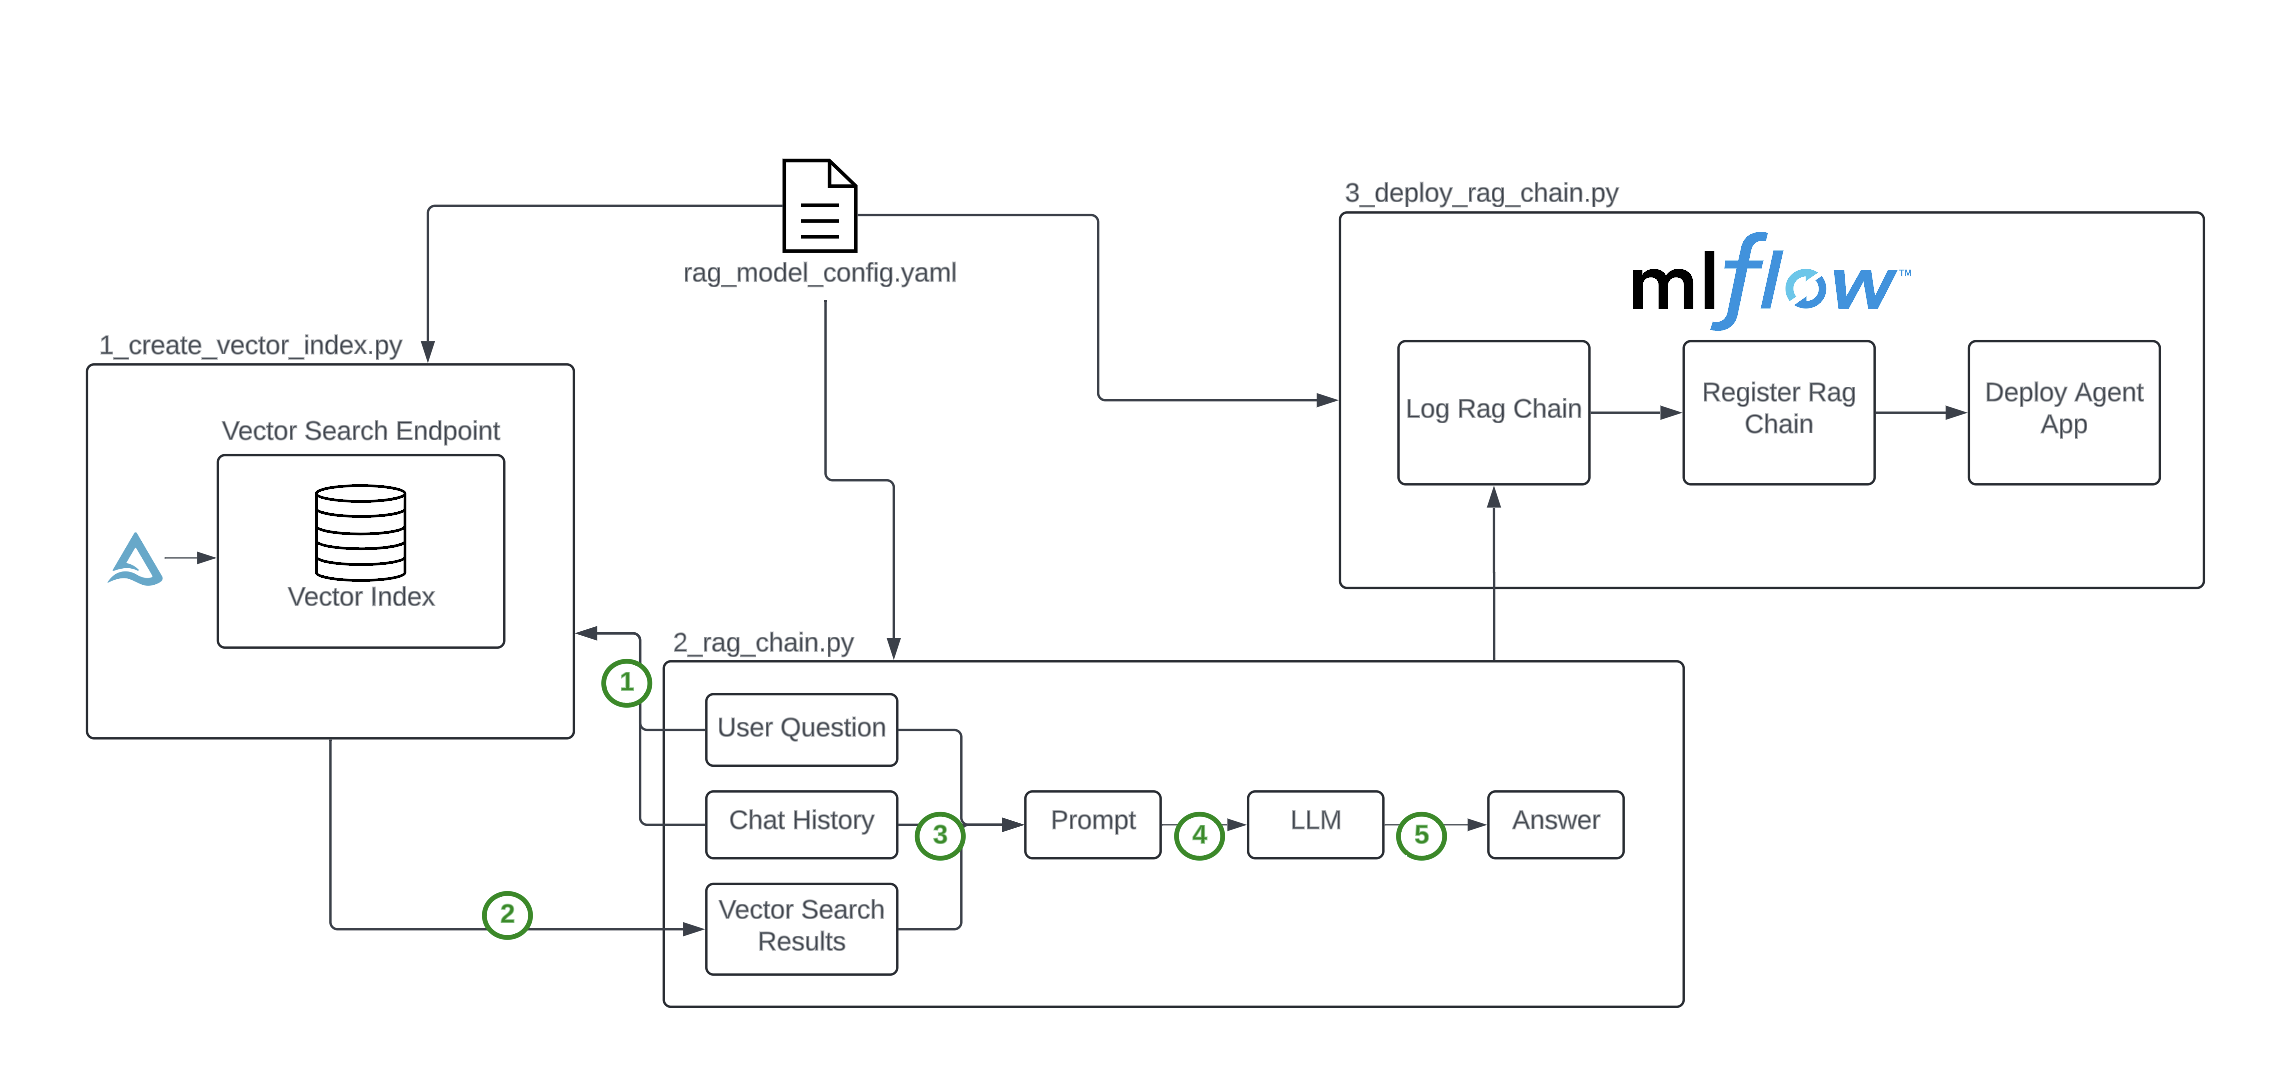 rag_model_config.yaml
3_deploy_rag_chain.py
mlflow™
Log Rag Chain
Register Rag
Chain
Deploy Agent
App
1_create_vector_index.py
Vector Search Endpoint
Vector Index
2_rag_chain.py
1
User Question
Chat History
3
Prompt
4
LLM
5
Answer
2
Vector Search
Results